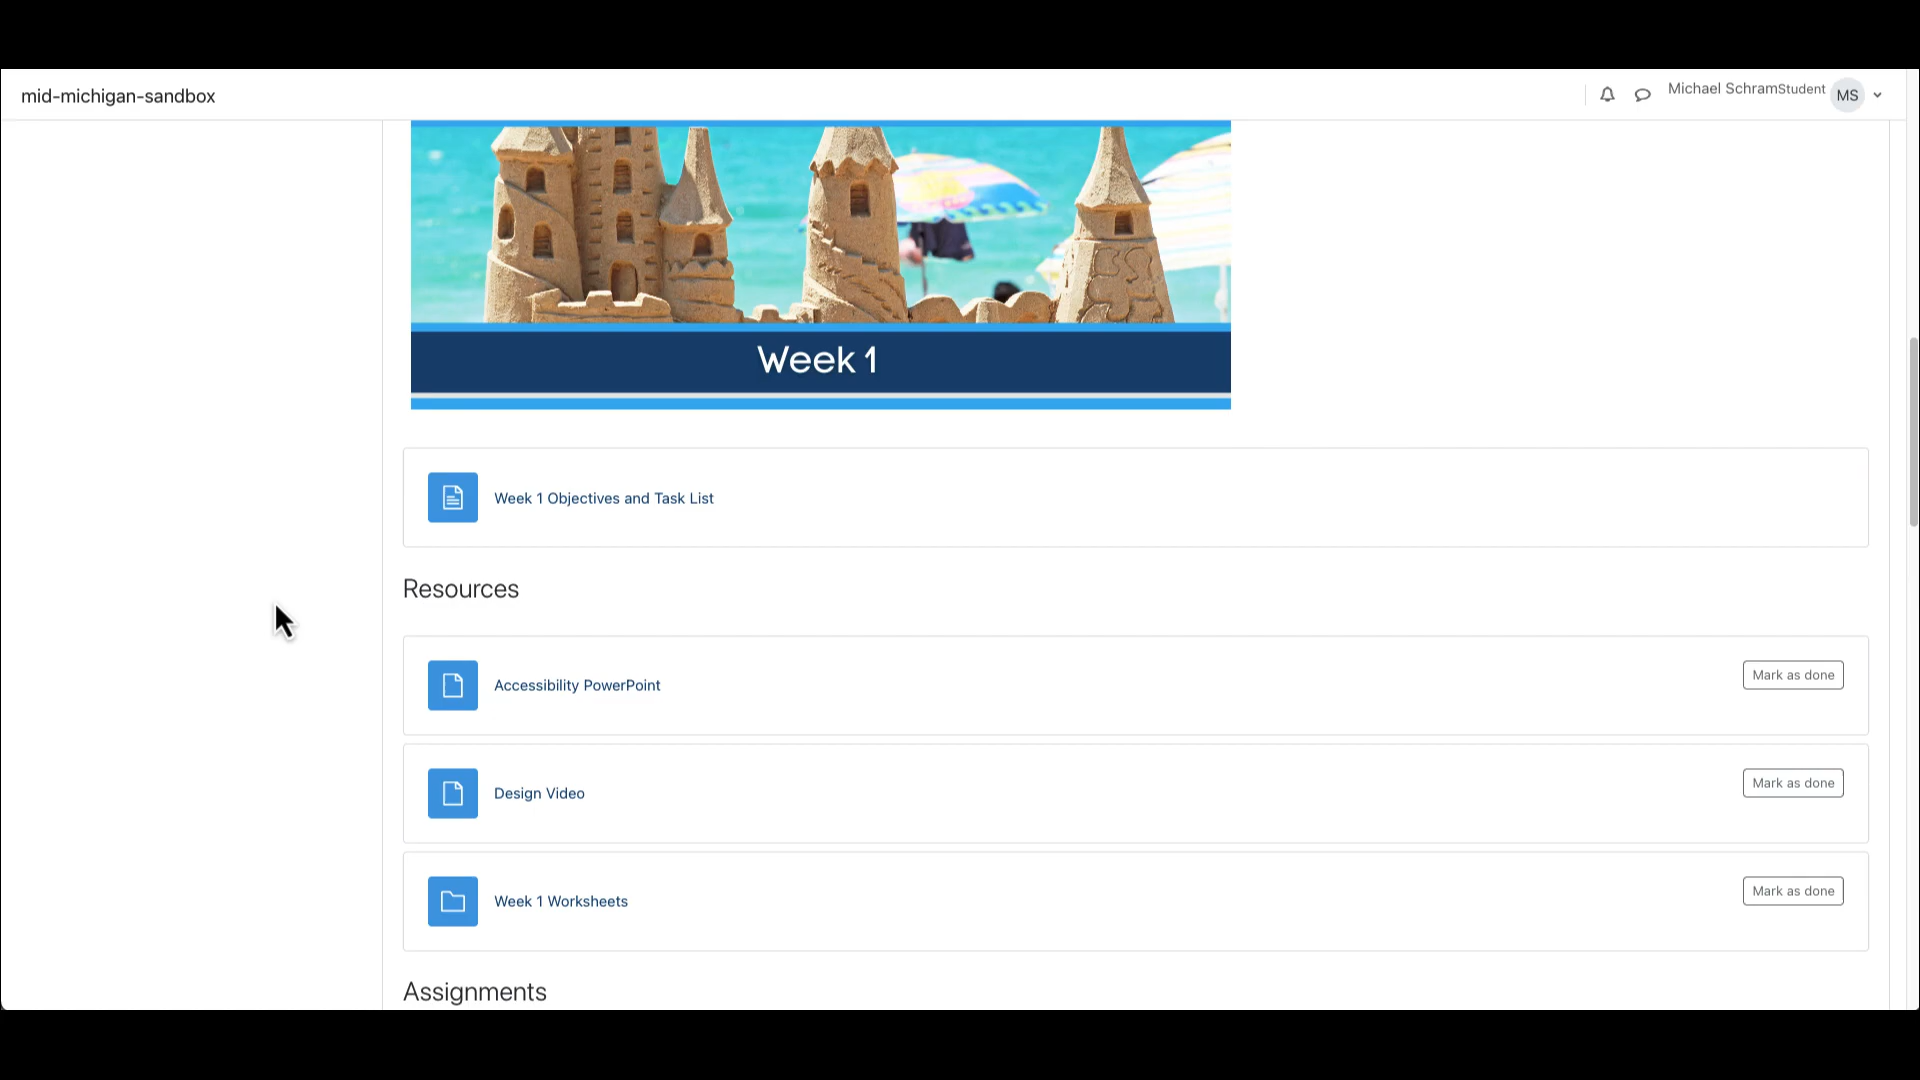 mid-michigan-sandbox
Michael SchramStudent
MS
Week 1
Week 1 Objectives and Task List
Resources
Accessibility PowerPoint
Mark as done
Design Video
Mark as done
Week 1 Worksheets
Mark as done
Assignments